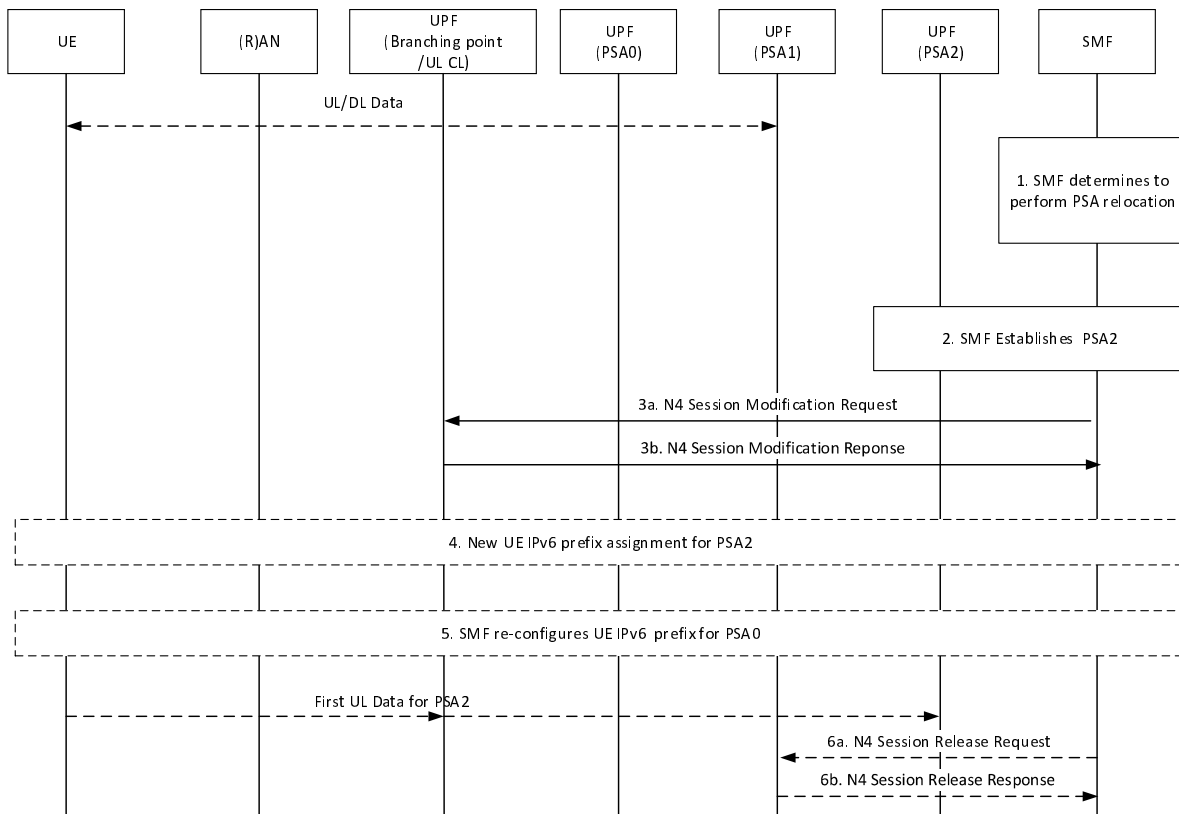 UE
(R)AN
UPF
(Branching point
/UL CL)
UPF
(PSA0)
UPF
(PSA1)
UPF
(PSA2)
SMF
UL/DL Data
1. SMF determines to
perform PSA relocation
2. SMF Establishes PSA2
3a. N4 Session Modification Request
3b. N4 Session Modification Reponse
4. New UE IPv6 prefix assignment for PSA2
5. SMF re-configures UE IPv6 prefix for PSA0
First UL Data for PSA2
6a. N4 Session Release Request
6b. N4 Session Release Response